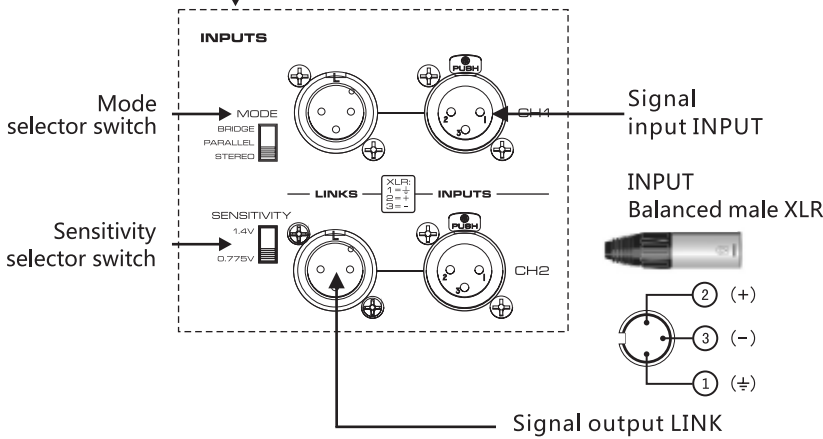 INPUTS
L
PUSH
Mode
selector switch
MODE
BRIDGE
PARALLEL
STEREO
2 1
3
CH1
Signal
input INPUT
LINKS
XLR:
1=⏚
2=+
3=-
INPUTS
INPUT
Balanced male XLR
Sensitivity
selector switch
SENSITIVITY
1.4V
0.775V
L
PUSH
2 1
3
CH2
2 (+)
3 (-)
1 (⏚)
Signal output LINK